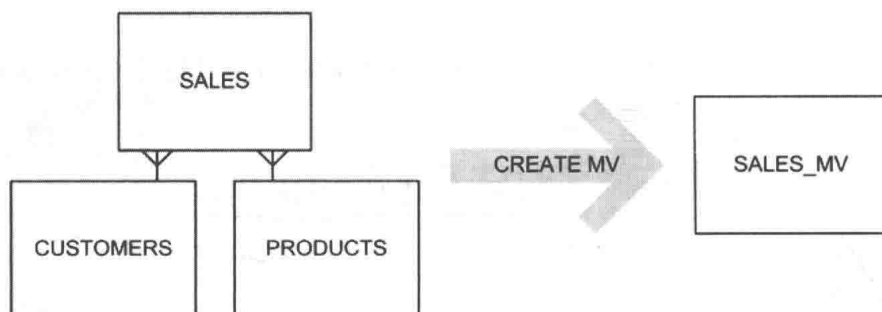 SALES
CREATE MV
SALES_MV
CUSTOMERS
PRODUCTS